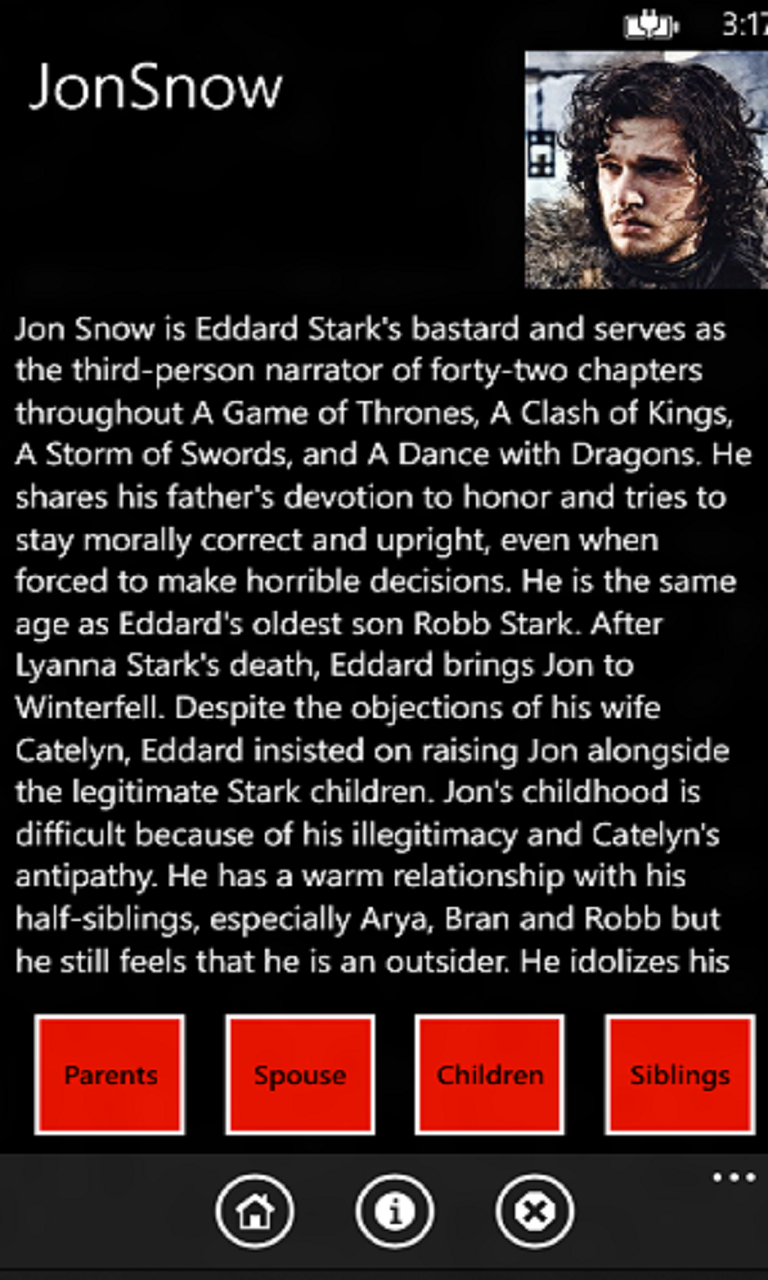 3:17
JonSnow
Jon Snow is Eddard Stark's bastard and serves as
the third-person narrator of forty-two chapters
throughout A Game of Thrones, A Clash of Kings,
A Storm of Swords, and A Dance with Dragons. He
shares his father's devotion to honor and tries to
stay morally correct and upright, even when
forced to make horrible decisions. He is the same
age as Eddard's oldest son Robb Stark. After
Lyanna Stark's death, Eddard brings Jon to
Winterfell. Despite the objections of his wife
Catelyn, Eddard insisted on raising Jon alongside
the legitimate Stark children. Jon's childhood is
difficult because of his illegitimacy and Catelyn's
antipathy. He has a warm relationship with his
half-siblings, especially Arya, Bran and Robb but
he still feels that he is an outsider. He idolizes his
Parents Spouse Children Siblings